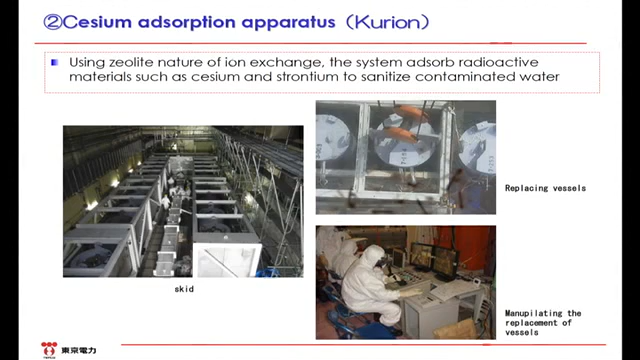 ②Cesium adsorption apparatus（Kurion）
Using zeolite nature of ion exchange, the system adsorb radioactive
materials such as cesium and strontium to sanitize contaminated water
Replacing vessels
skid
Manupilating the
replacement of
vessels
東京電力